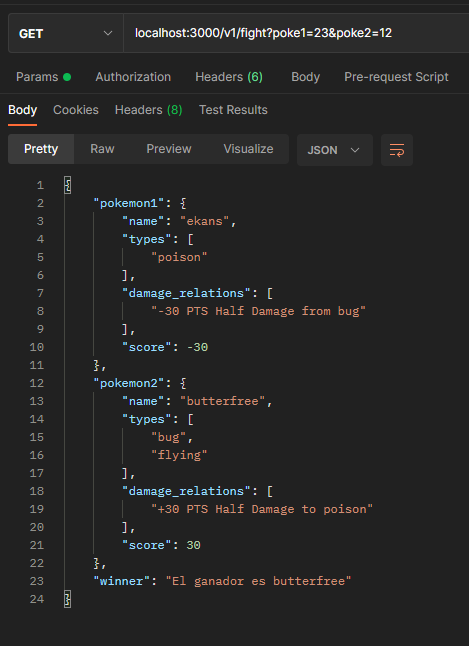 GET localhost:3000/v1/fight?poke1=23&poke2=12
Params Authorization Headers (6) Body Pre-request Script
Body Cookies Headers (8) Test Results
Pretty Raw Preview Visualize JSON
1 {
2 "pokemon1": {
3 "name": "ekans",
4 "types": [
5 "poison"
6 ],
7 "damage_relations": [
8 "-30 PTS Half Damage from bug"
9 ],
10 "score": -30
11 },
12 "pokemon2": {
13 "name": "butterfree",
14 "types": [
15 "bug",
16 "flying"
17 ],
18 "damage_relations": [
19 "+30 PTS Half Damage to poison"
20 ],
21 "score": 30
22 },
23 "winner": "El ganador es butterfree"
24 }